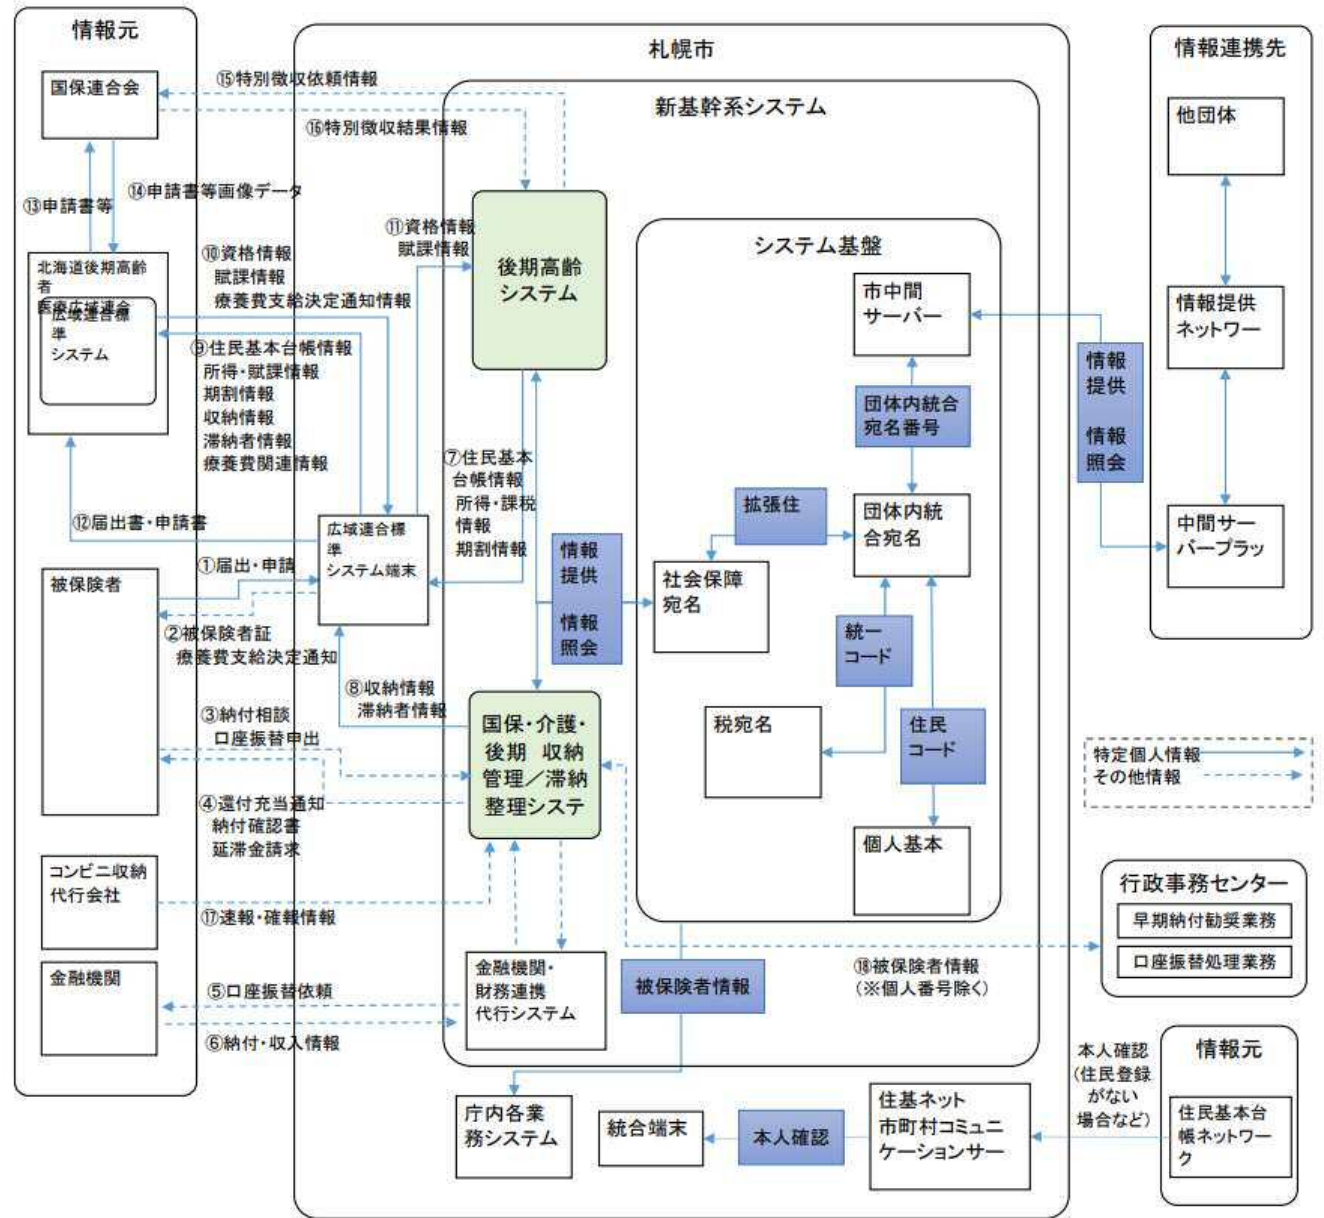 情報元
国保連合会
⑬申請書等
⑭申請書等画像データ
北海道後期高齢
者
医療広域連合
広域連合標
準
システム
⑫届出書・申請書
被保険者
①届出・申請
②被保険者証
療養費支給決定通知
③納付相談
口座振替申出
④還付充当通知
納付確認書
延滞金請求
コンビニ収納
代行会社
⑰速報・確報情報
金融機関
⑤口座振替依頼
⑥納付・収入情報
札幌市
⑮特別徴収依頼情報
⑯特別徴収結果情報
⑩資格情報
賦課情報
療養費支給決定通知情報
⑨住民基本台帳情報
所得・賦課情報
期割情報
収納情報
滞納者情報
療養費関連情報
⑪資格情報
賦課情報
広域連合標
準
システム端末
⑧収納情報
滞納者情報
新基幹系システム
後期高齢
システム
⑦住民基本
台帳情報
所得・課税
情報
期割情報
情報
提供
情報
照会
国保・介護・
後期 収納
管理／滞納
整理システ
金融機関・
財務連携
代行システム
システム基盤
市中間
サーバー
団体内統合
宛名番号
拡張住
団体内統
合宛名
社会保障
宛名
統一
コード
税宛名
住民
コード
個人基本
被保険者情報
⑱被保険者情報
（※個人番号除く）
庁内各業
務システム
統合端末
本人確認
住基ネット
市町村コミュニ
ケーションサー
情報連携先
他団体
情報提供
ネットワー
情報
提供
情報
照会
中間サー
バープラッ
特定個人情報
その他情報
行政事務センター
早期納付勧奨業務
口座振替処理業務
本人確認
（住民登録
がない
場合など）
情報元
住民基本台
帳ネットワー
ク